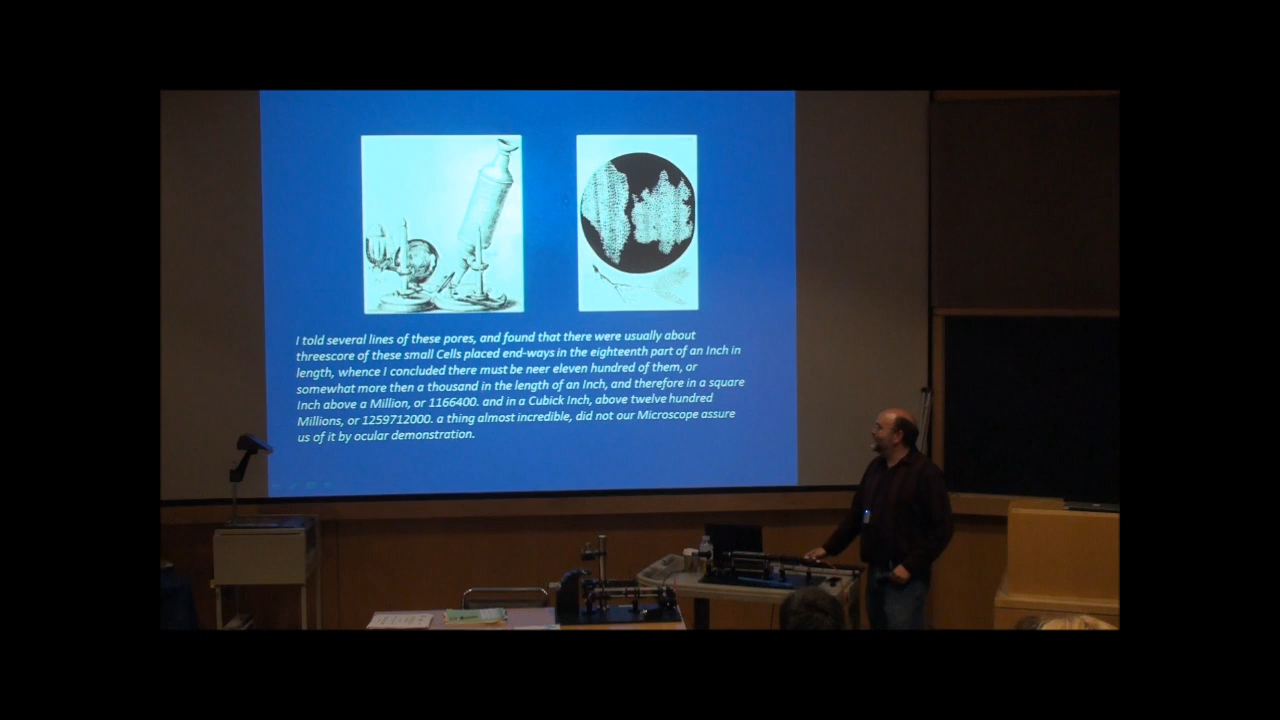 I told several lines of these pores, and found that there were usually about
threescore of these small Cells placed end-ways in the eighteenth part of an Inch in
length, whence I concluded there must be neer eleven hundred of them, or
somewhat more then a thousand in the length of an Inch, and therefore in a square
Inch above a Million, or 1166400. and in a Cubick Inch, above twelve hundred
Millions, or 1259712000. a thing almost incredible, did not our Microscope assure
us of it by ocular demonstration.